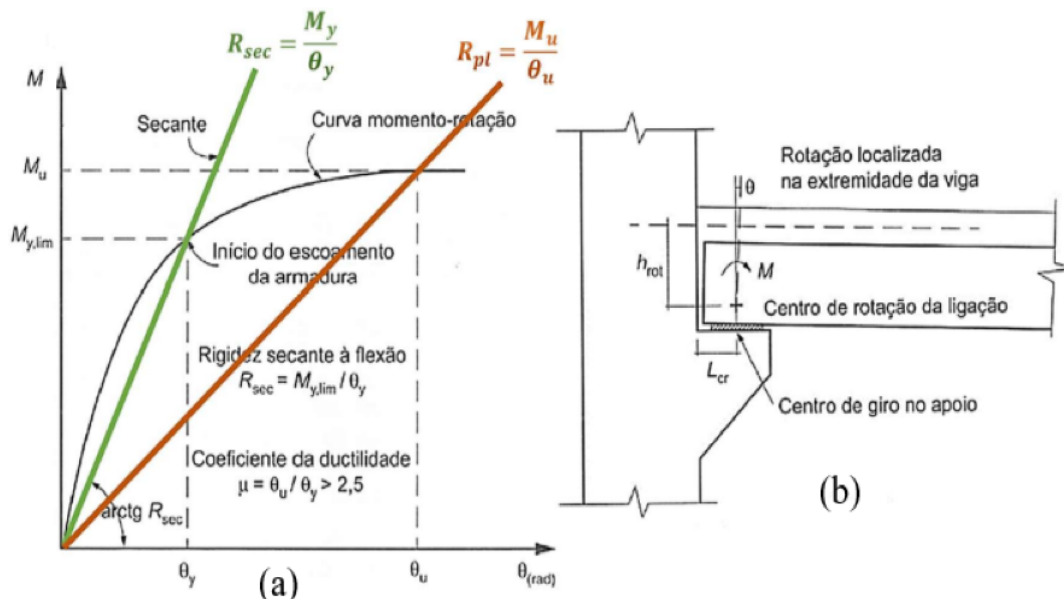 R_sec = M_y / θ_y
R_pl = M_u / θ_u
M
Secante
Curva momento-rotação
M_u
M_y,lim
Início do escoamento
da armadura
Rigidez secante à flexão
R_sec = M_y,lim / θ_y
Coeficiente da ductilidade
μ = θ_u / θ_y > 2,5
arctg R_sec
θ_y
θ_u
θ_(rad)
(a)
Rotação localizada
na extremidade da viga
θ
h_rot
M
Centro de rotação da ligação
L_cr
Centro de giro no apoio
(b)